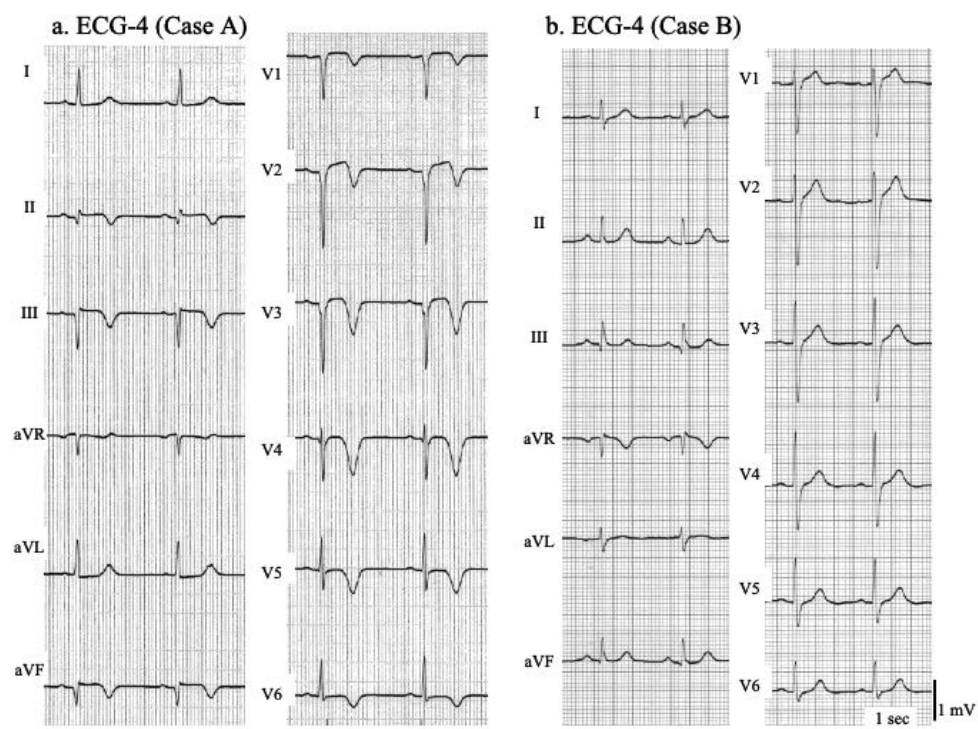 a. ECG-4 (Case A)
I
II
III
aVR
aVL
aVF
V1
V2
V3
V4
V5
V6
b. ECG-4 (Case B)
I
II
III
aVR
aVL
aVF
V1
V2
V3
V4
V5
V6
1 sec
1 mV